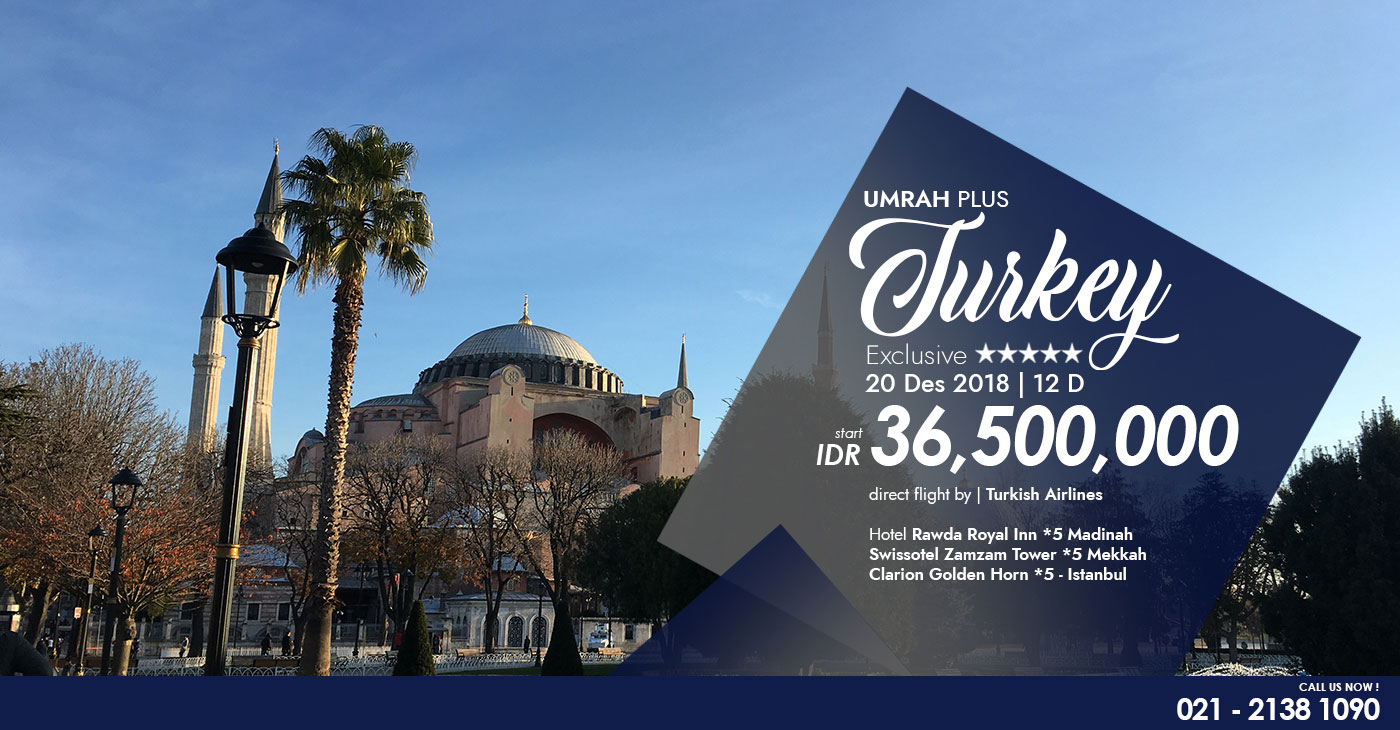 UMRAH PLUS
Turkey
Exclusive ★★★★★
20 Des 2018 | 12 D
start
IDR 36,500,000
direct flight by | Turkish Airlines
Hotel Rawda Royal Inn *5 Madinah
Swissotel Zamzam Tower *5 Mekkah
Clarion Golden Horn *5 - Istanbul
CALL US NOW !
021 - 2138 1090